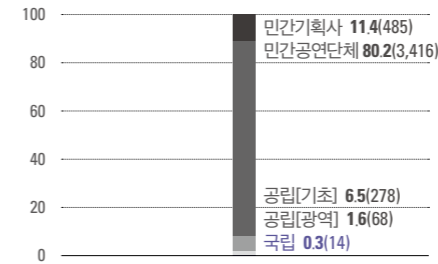 100
민간기획사 11.4(485)
민간공연단체 80.2(3,416)
80
60
40
공립[기초] 6.5(278)
20
공립[광역] 1.6(68)
국립 0.3(14)
0